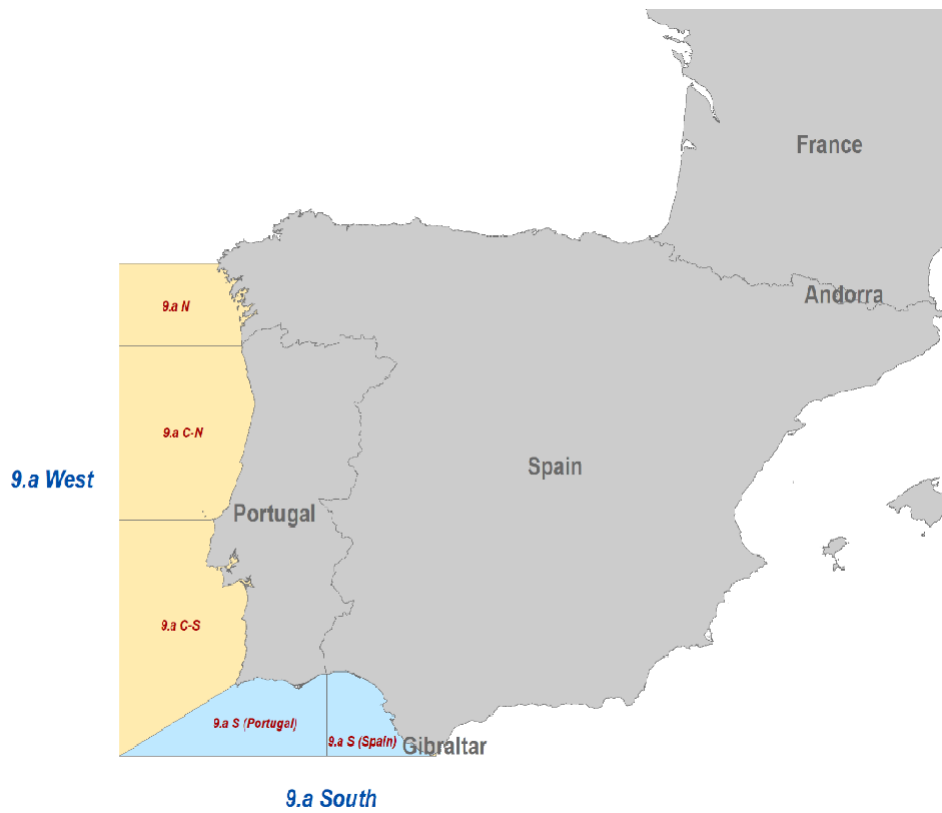 France
Andorra
9.a N
9.a C-N
9.a West
Spain
Portugal
9.a C-S
9.a S (Portugal)
9.a S (Spain)
Gibraltar
9.a South